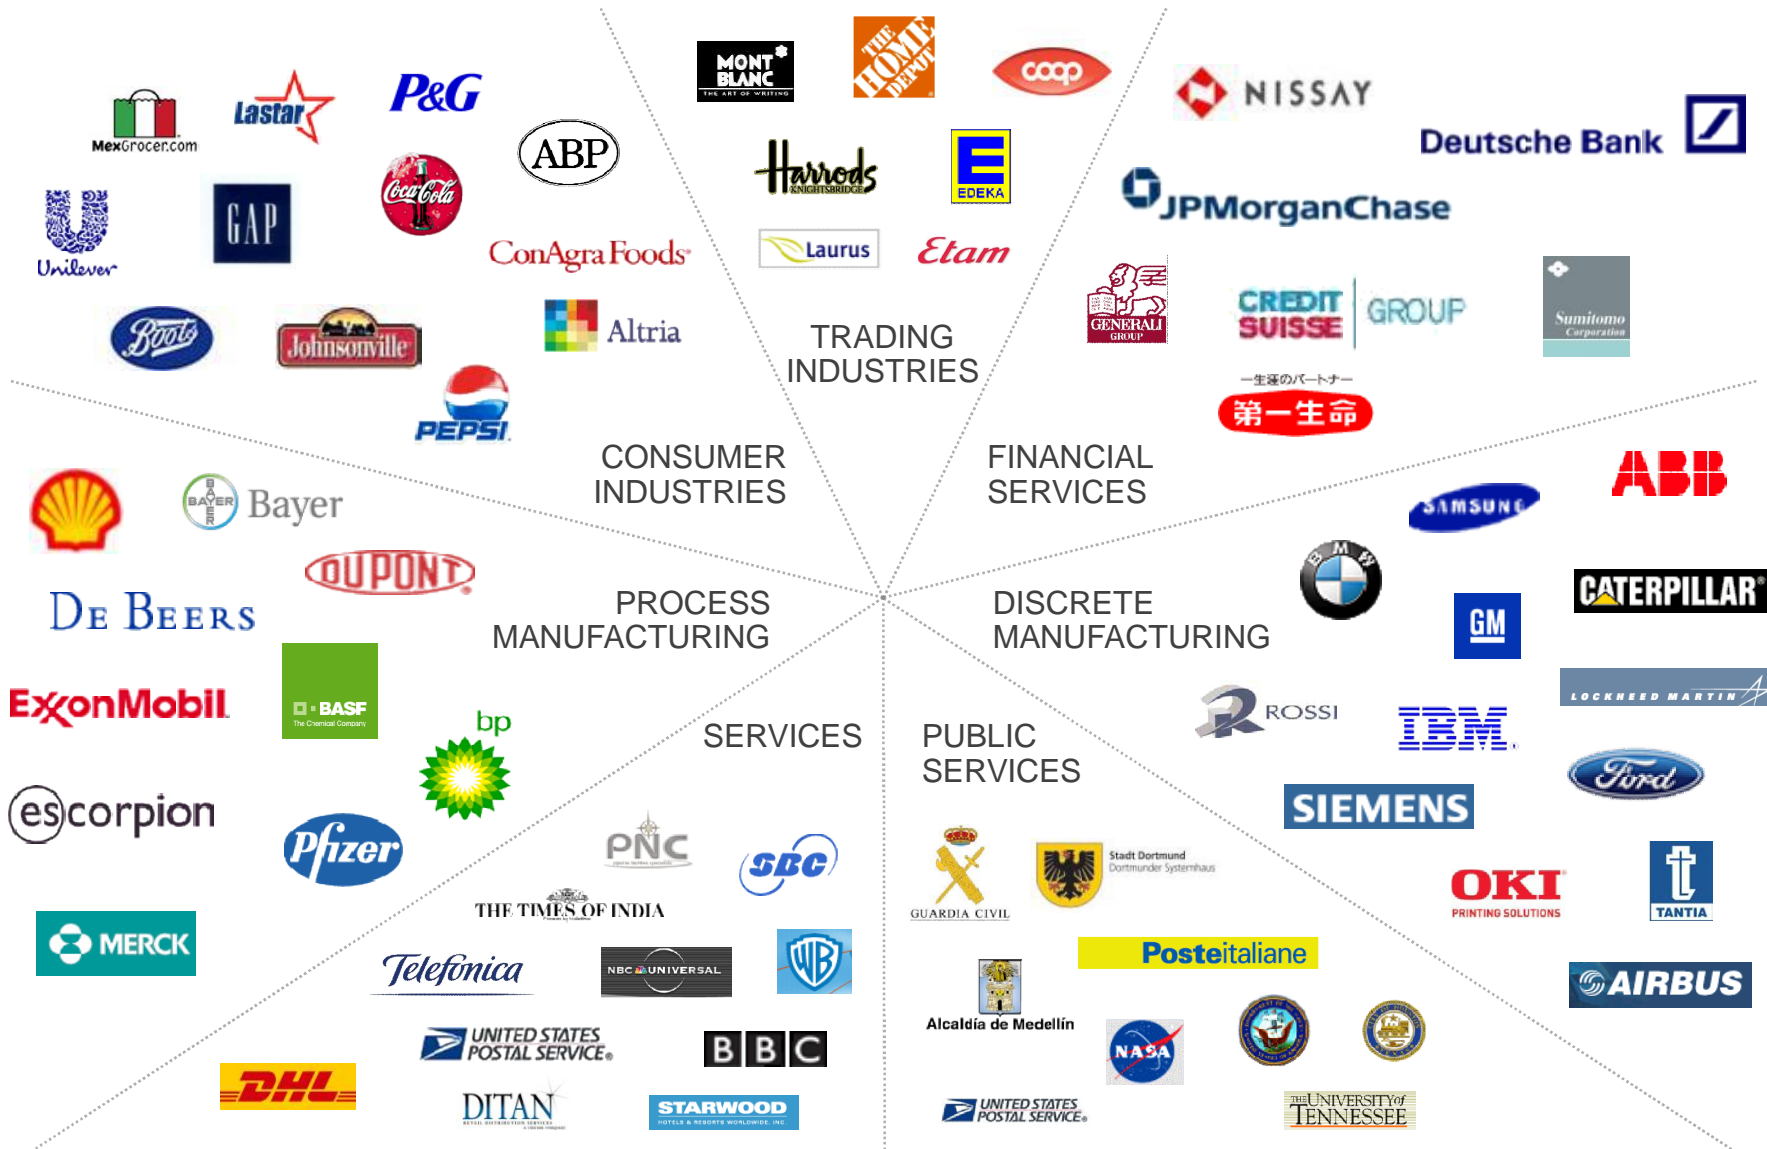 MONT
BLANC
THE ART OF WRITING
THE
HOME
DEPOT
coop
Harrods
KNIGHTSBRIDGE
E
EDEKA
Laurus
Etam
TRADING
INDUSTRIES
MexGrocer.com
Lastar
P&G
ABP
Unilever
GAP
Coca-Cola
ConAgra Foods
Boots
Johnsonville
Altria
PEPSI
CONSUMER
INDUSTRIES
NISSAY
Deutsche Bank
JPMorganChase
GENERALI
GROUP
CREDIT
SUISSE
GROUP
Sumitomo
Corporation
一生涯のパートナー
第一生命
FINANCIAL
SERVICES
BAYER
BAYER
Bayer
DUPONT
DE BEERS
ExxonMobil
BASF
The Chemical Company
bp
escorpion
Pfizer
MERCK
PROCESS
MANUFACTURING
ABB
SAMSUNG
BMW
CATERPILLAR®
GM
LOCKHEED MARTIN
ROSSI
IBM
Ford
SIEMENS
OKI
PRINTING SOLUTIONS
TANTIA
AIRBUS
DISCRETE
MANUFACTURING
SERVICES
PNC
SBC
THE TIMES OF INDIA
Telefónica
NBC UNIVERSAL
WB
UNITED STATES
POSTAL SERVICE®
BBC
DHL
DITAN
RETAIL DISTRIBUTION SERVICES
STARWOOD
HOTELS & RESORTS WORLDWIDE, INC.
PUBLIC
SERVICES
GUARDIA CIVIL
Stadt Dortmund
Dortmunder Systemhaus
Posteitaliane
Alcaldía de Medellín
NASA
UNITED STATES
POSTAL SERVICE®
THE UNIVERSITY of
TENNESSEE